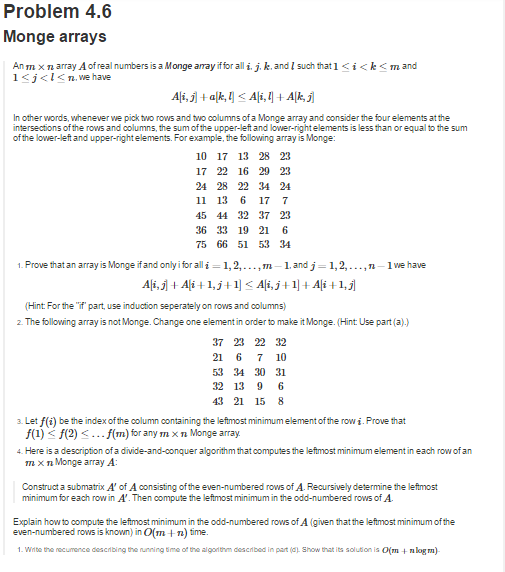 Problem 4.6
Monge arrays
An m × n array A of real numbers is a Monge array if for all i, j, k, and l such that 1 ≤ i < k ≤ m and
1 ≤ j < l ≤ n, we have
A[i, j] + a[k, l] ≤ A[i, l] + A[k, j]
In other words, whenever we pick two rows and two columns of a Monge array and consider the four elements at the
intersections of the rows and columns, the sum of the upper-left and lower-right elements is less than or equal to the sum
of the lower-left and upper-right elements. For example, the following array is Monge:
10 17 13 28 23
17 22 16 29 23
24 28 22 34 24
11 13 6 17 7
45 44 32 37 23
36 33 19 21 6
75 66 51 53 34
1. Prove that an array is Monge if and only i for all i = 1, 2, . . . , m − 1, and j = 1, 2, . . . , n − 1 we have
A[i, j] + A[i + 1, j + 1] ≤ A[i, j + 1] + A[i + 1, j]
(Hint: For the "if" part, use induction seperately on rows and columns)
2. The following array is not Monge. Change one element in order to make it Monge. (Hint: Use part (a).)
37 23 22 32
21 6 7 10
53 34 30 31
32 13 9 6
43 21 15 8
3. Let f(i) be the index of the column containing the leftmost minimum element of the row i. Prove that
f(1) ≤ f(2) ≤ . . . f(m) for any m × n Monge array.
4. Here is a description of a divide-and-conquer algorithm that computes the leftmost minimum element in each row of an
m × n Monge array A:
Construct a submatrix A′ of A consisting of the even-numbered rows of A. Recursively determine the leftmost
minimum for each row in A′. Then compute the leftmost minimum in the odd-numbered rows of A.
Explain how to compute the leftmost minimum in the odd-numbered rows of A (given that the leftmost minimum of the
even-numbered rows is known) in O(m + n) time.
1. Write the recurrence describing the running time of the algorithm described in part (d). Show that its solution is O(m + n log m).